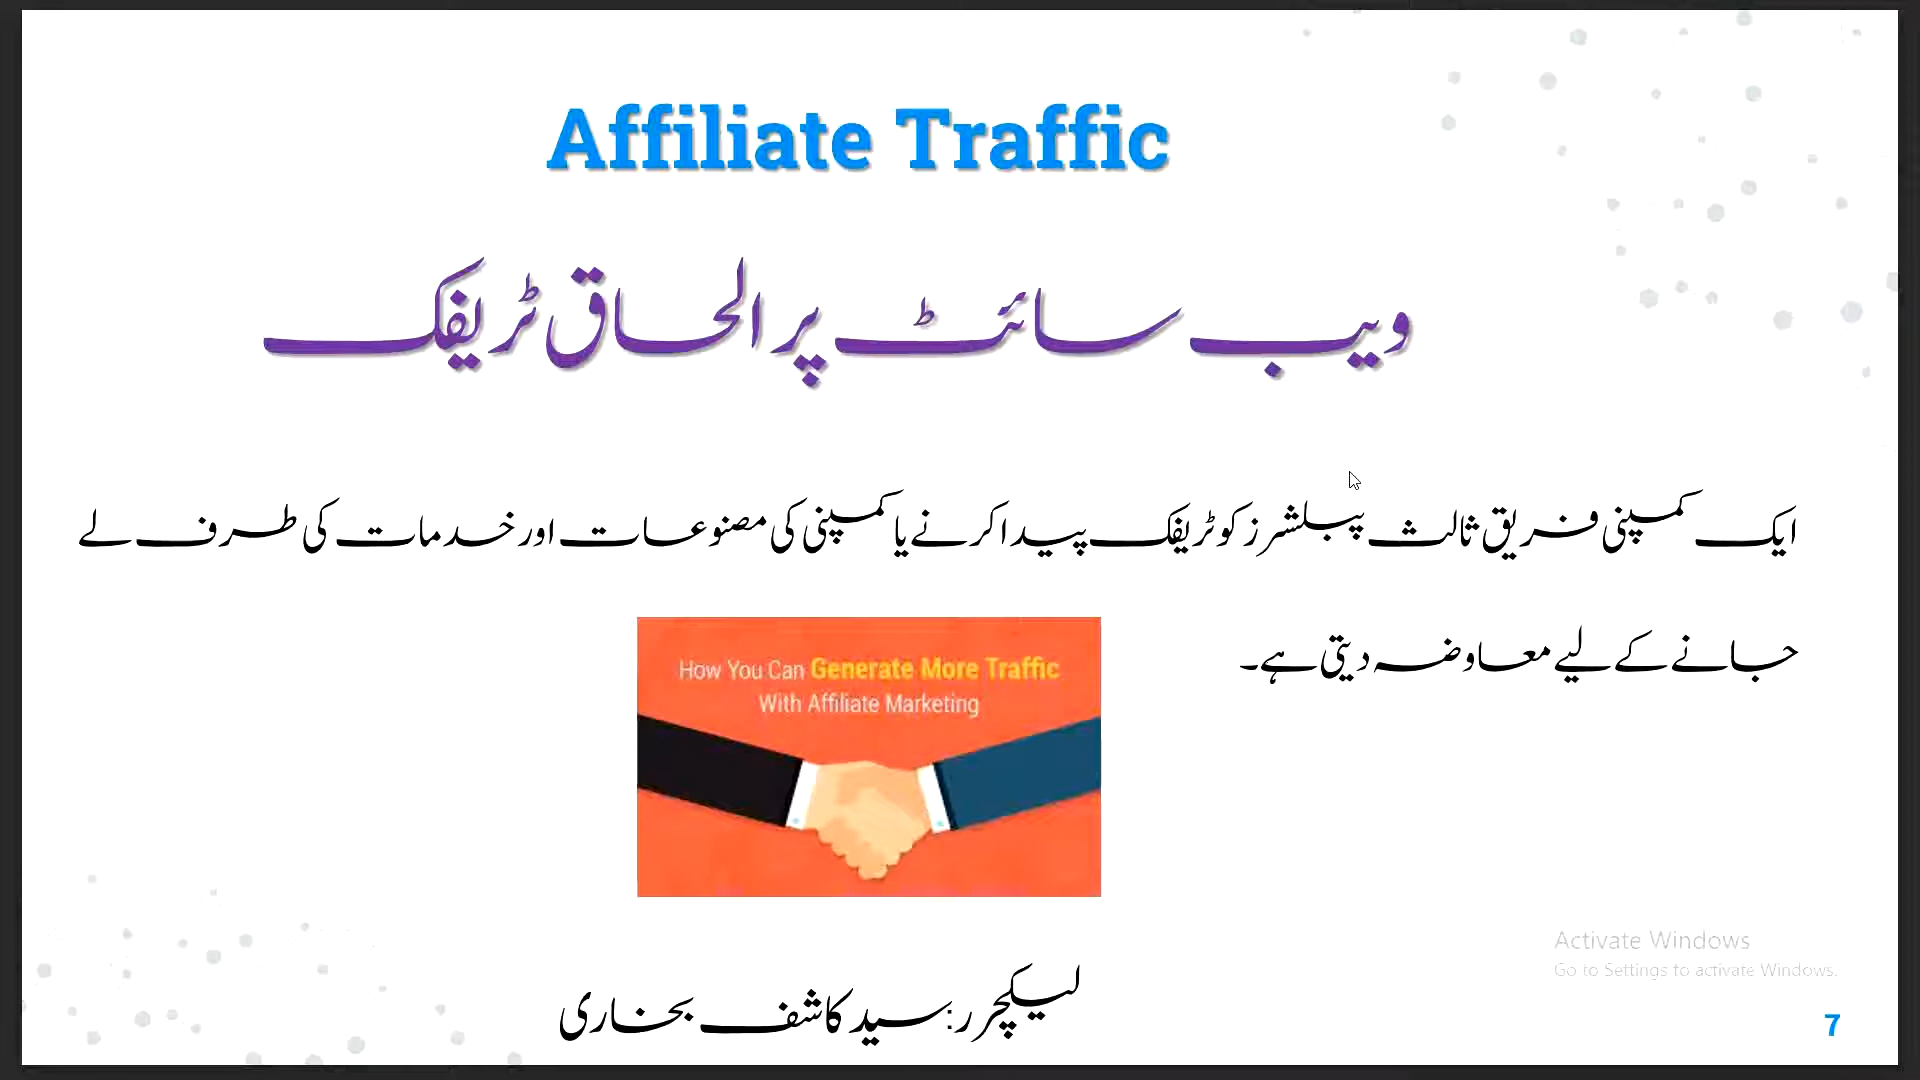 Affiliate Traffic
ویب سائٹ پر الحاق ٹریفک
ایک کمپنی فریق ثالث پبلشرز کو ٹریفک پیدا کرنے یا کمپنی کی مصنوعات اور خدمات کی طرف لے
جانے کے لیے معاوضہ دیتی ہے۔
How You Can Generate More Traffic
With Affiliate Marketing
Activate Windows
Go to Settings to activate Windows.
لیکچرر: سید کاشف بخاری
7